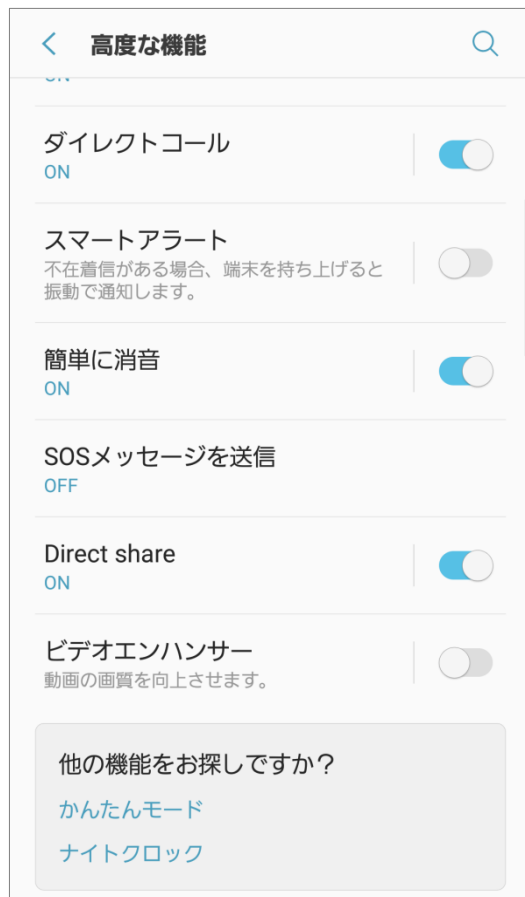 高度な機能
ON
ダイレクトコール
ON
スマートアラート
不在着信がある場合、端末を持ち上げると
振動で通知します。
簡単に消音
ON
SOSメッセージを送信
OFF
Direct share
ON
ビデオエンハンサー
動画の画質を向上させます。
他の機能をお探しですか？
かんたんモード
ナイトクロック